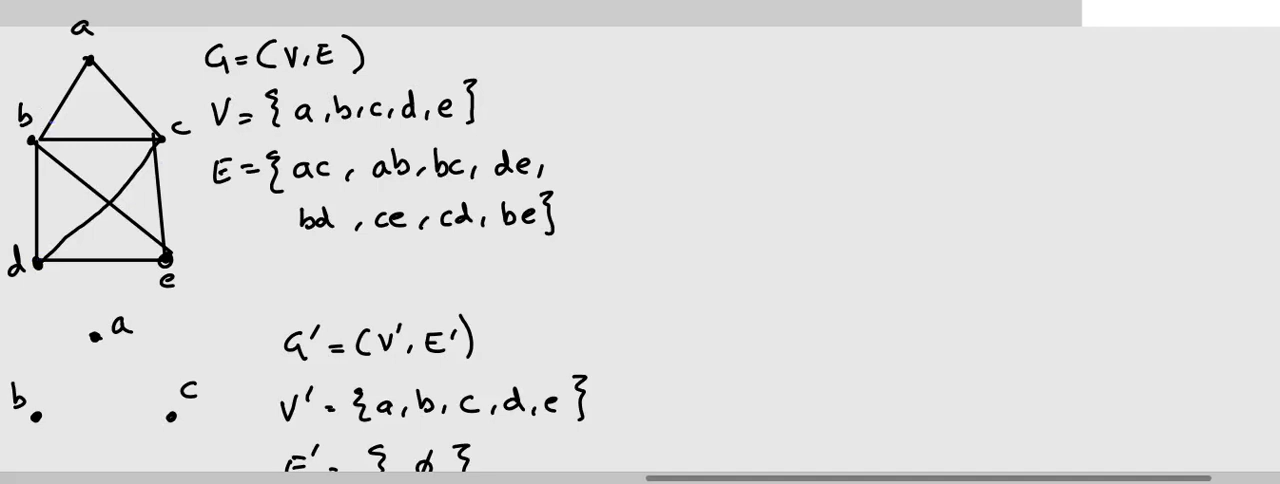 a
G=(V,E)
b
c
V={a,b,c,d,e}
E={ac, ab, bc, de,
bd, ce, cd, be}
d
e
a
G'=(V',E')
b
c
V'={a,b,c,d,e}
E'={ϕ}